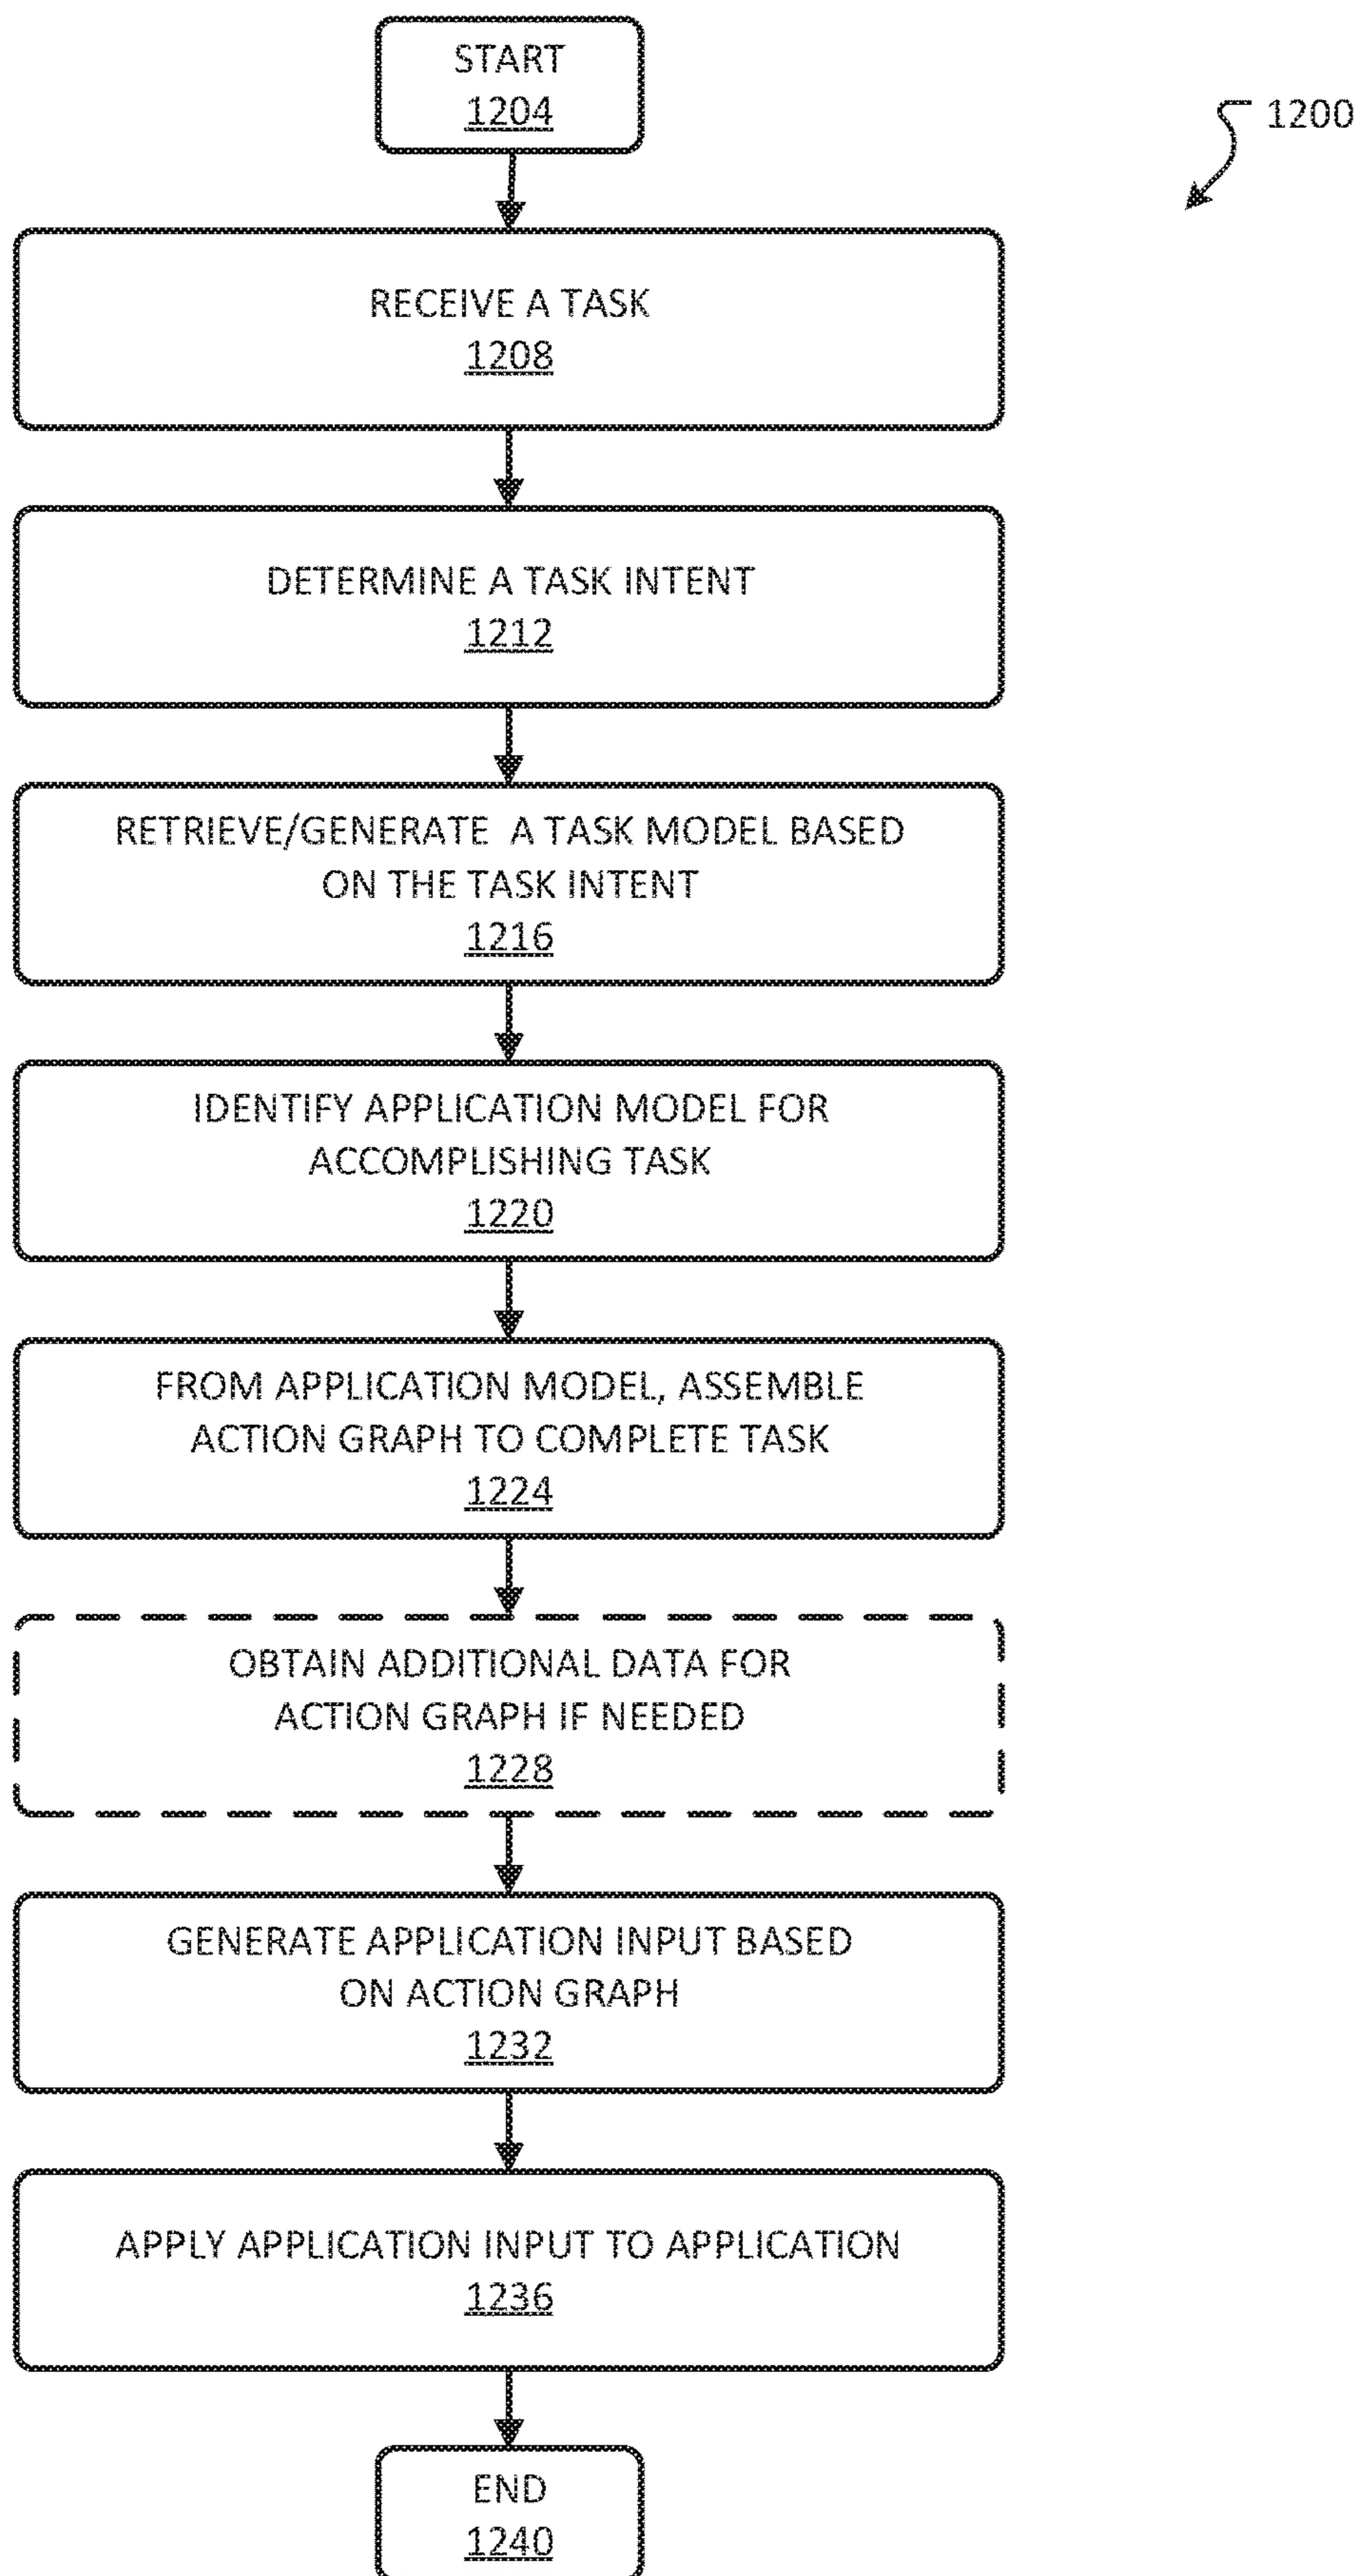 START
1204
1200
RECEIVE A TASK
1208
DETERMINE A TASK INTENT
1212
RETRIEVE/GENERATE A TASK MODEL BASED
ON THE TASK INTENT
1216
IDENTIFY APPLICATION MODEL FOR
ACCOMPLISHING TASK
1220
FROM APPLICATION MODEL, ASSEMBLE
ACTION GRAPH TO COMPLETE TASK
1224
OBTAIN ADDITIONAL DATA FOR
ACTION GRAPH IF NEEDED
1228
GENERATE APPLICATION INPUT BASED
ON ACTION GRAPH
1232
APPLY APPLICATION INPUT TO APPLICATION
1236
END
1240